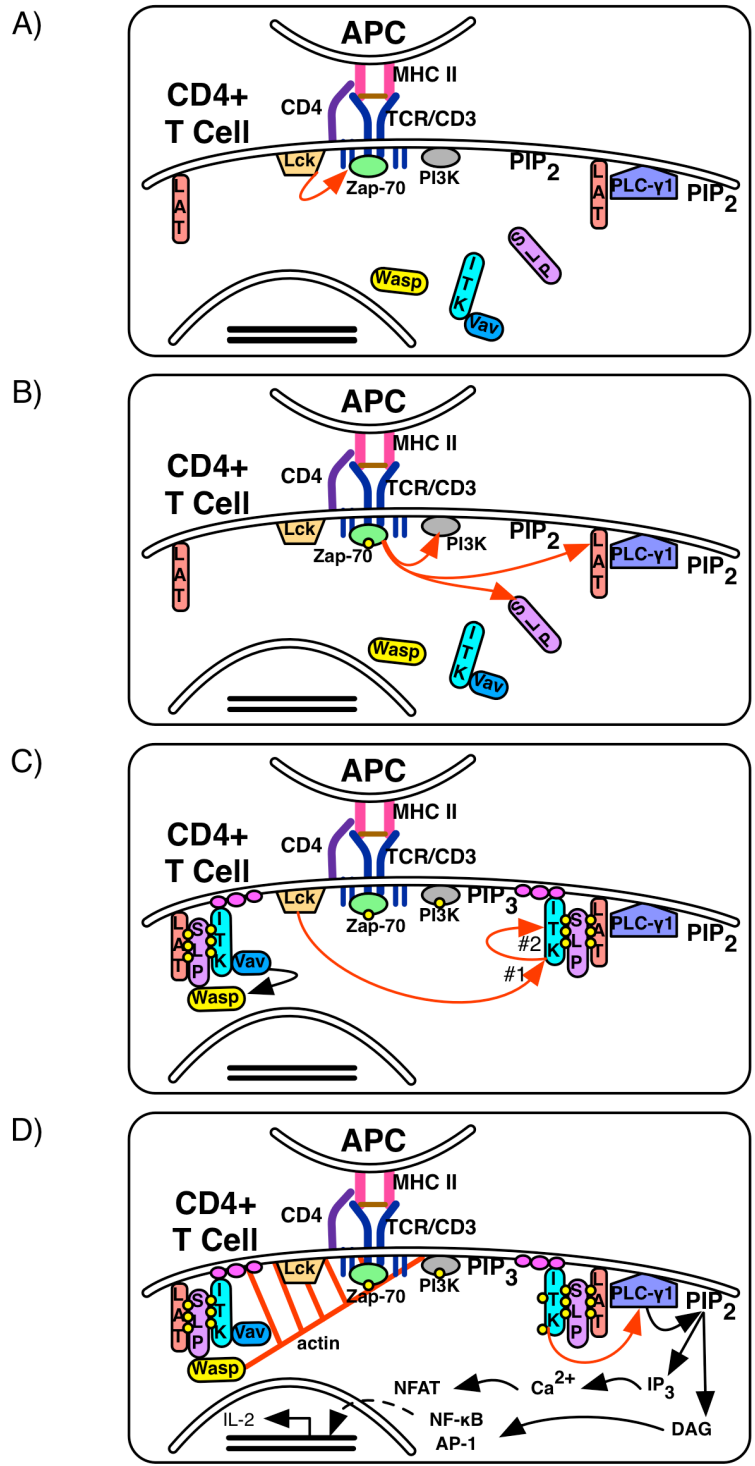 A)
APC
MHC II
CD4+
T Cell
CD4
TCR/CD3
Lck
Zap-70
PI3K
PIP2
LAT
LAT
PLC-γ1
PIP2
SLP
Wasp
ITK
Vav
B)
APC
MHC II
CD4+
T Cell
CD4
TCR/CD3
Lck
Zap-70
PI3K
PIP2
LAT
LAT
PLC-γ1
PIP2
SLP
Wasp
ITK
Vav
C)
APC
MHC II
CD4+
T Cell
CD4
TCR/CD3
Lck
Zap-70
PI3K
PIP3
LAT
SLP
ITK
Vav
Wasp
#2
#1
ITK
SLP
LAT
PLC-γ1
PIP2
D)
APC
MHC II
CD4+
T Cell
CD4
TCR/CD3
Lck
Zap-70
PI3K
PIP3
LAT
SLP
ITK
Vav
Wasp
actin
ITK
SLP
LAT
PLC-γ1
PIP2
NFAT
Ca2+
IP3
IL-2
NF-κB
AP-1
DAG